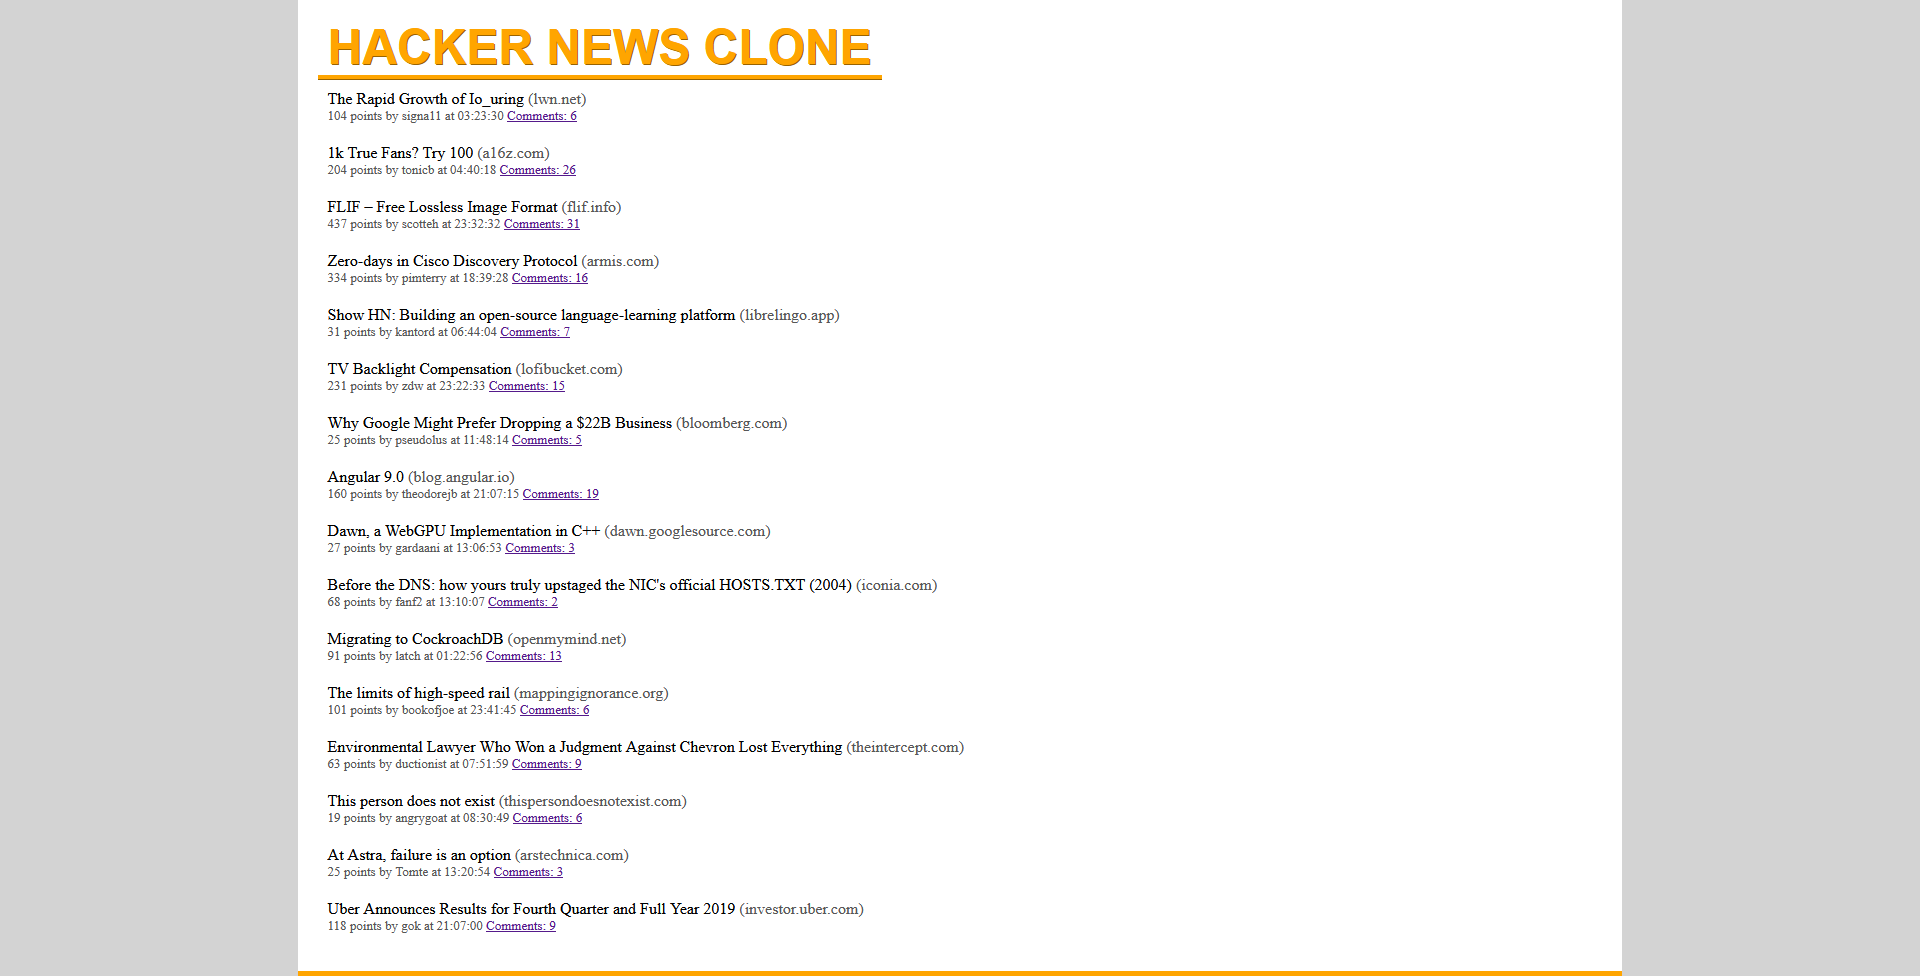 HACKER NEWS CLONE
The Rapid Growth of Io_uring (lwn.net)
104 points by signa11 at 03:23:30 Comments: 6
1k True Fans? Try 100 (a16z.com)
204 points by tonicb at 04:40:18 Comments: 26
FLIF – Free Lossless Image Format (flif.info)
437 points by scotteh at 23:32:32 Comments: 31
Zero-days in Cisco Discovery Protocol (armis.com)
334 points by pimterry at 18:39:28 Comments: 16
Show HN: Building an open-source language-learning platform (librelingo.app)
31 points by kantord at 06:44:04 Comments: 7
TV Backlight Compensation (lofibucket.com)
231 points by zdw at 23:22:33 Comments: 15
Why Google Might Prefer Dropping a $22B Business (bloomberg.com)
25 points by pseudolus at 11:48:14 Comments: 5
Angular 9.0 (blog.angular.io)
160 points by theodorejb at 21:07:15 Comments: 19
Dawn, a WebGPU Implementation in C++ (dawn.googlesource.com)
27 points by gardaani at 13:06:53 Comments: 3
Before the DNS: how yours truly upstaged the NIC's official HOSTS.TXT (2004) (iconia.com)
68 points by fanf2 at 13:10:07 Comments: 2
Migrating to CockroachDB (openmymind.net)
91 points by latch at 01:22:56 Comments: 13
The limits of high-speed rail (mappingignorance.org)
101 points by bookofjoe at 23:41:45 Comments: 6
Environmental Lawyer Who Won a Judgment Against Chevron Lost Everything (theintercept.com)
63 points by ductionist at 07:51:59 Comments: 9
This person does not exist (thispersondoesnotexist.com)
19 points by angrygoat at 08:30:49 Comments: 6
At Astra, failure is an option (arstechnica.com)
25 points by Tomte at 13:20:54 Comments: 3
Uber Announces Results for Fourth Quarter and Full Year 2019 (investor.uber.com)
118 points by gok at 21:07:00 Comments: 9